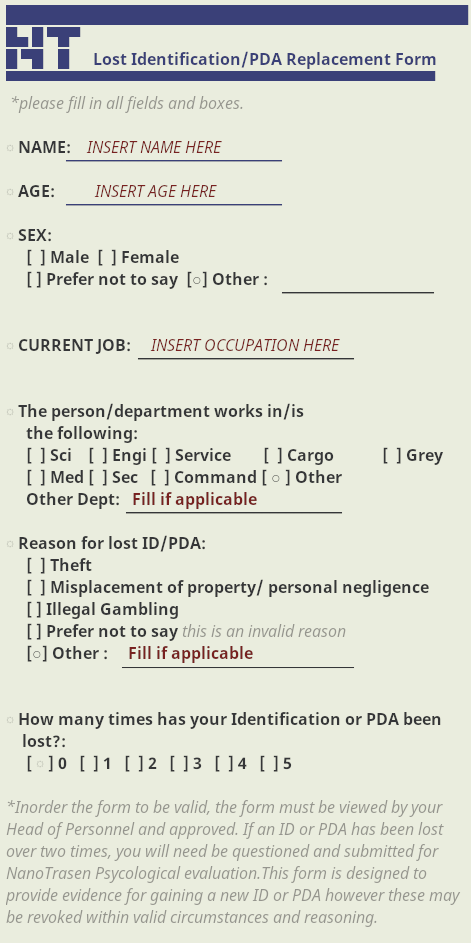 Lost Identification/PDA Replacement Form
*please fill in all fields and boxes.
○ NAME: INSERT NAME HERE
○ AGE: INSERT AGE HERE
○ SEX:
[ ] Male [ ] Female
[ ] Prefer not to say [○] Other :
○ CURRENT JOB: INSERT OCCUPATION HERE
○ The person/department works in/is
the following:
[ ] Sci [ ] Engi [ ] Service [ ] Cargo [ ] Grey
[ ] Med [ ] Sec [ ] Command [ ○ ] Other
Other Dept: Fill if applicable
○ Reason for lost ID/PDA:
[ ] Theft
[ ] Misplacement of property/ personal negligence
[ ] Illegal Gambling
[ ] Prefer not to say this is an invalid reason
[○] Other : Fill if applicable
○ How many times has your Identification or PDA been
lost?:
[ ○ ] 0 [ ] 1 [ ] 2 [ ] 3 [ ] 4 [ ] 5
*Inorder the form to be valid, the form must be viewed by your
Head of Personnel and approved. If an ID or PDA has been lost
over two times, you will need be questioned and submitted for
NanoTrasen Psycological evaluation.This form is designed to
provide evidence for gaining a new ID or PDA however these may
be revoked within valid circumstances and reasoning.